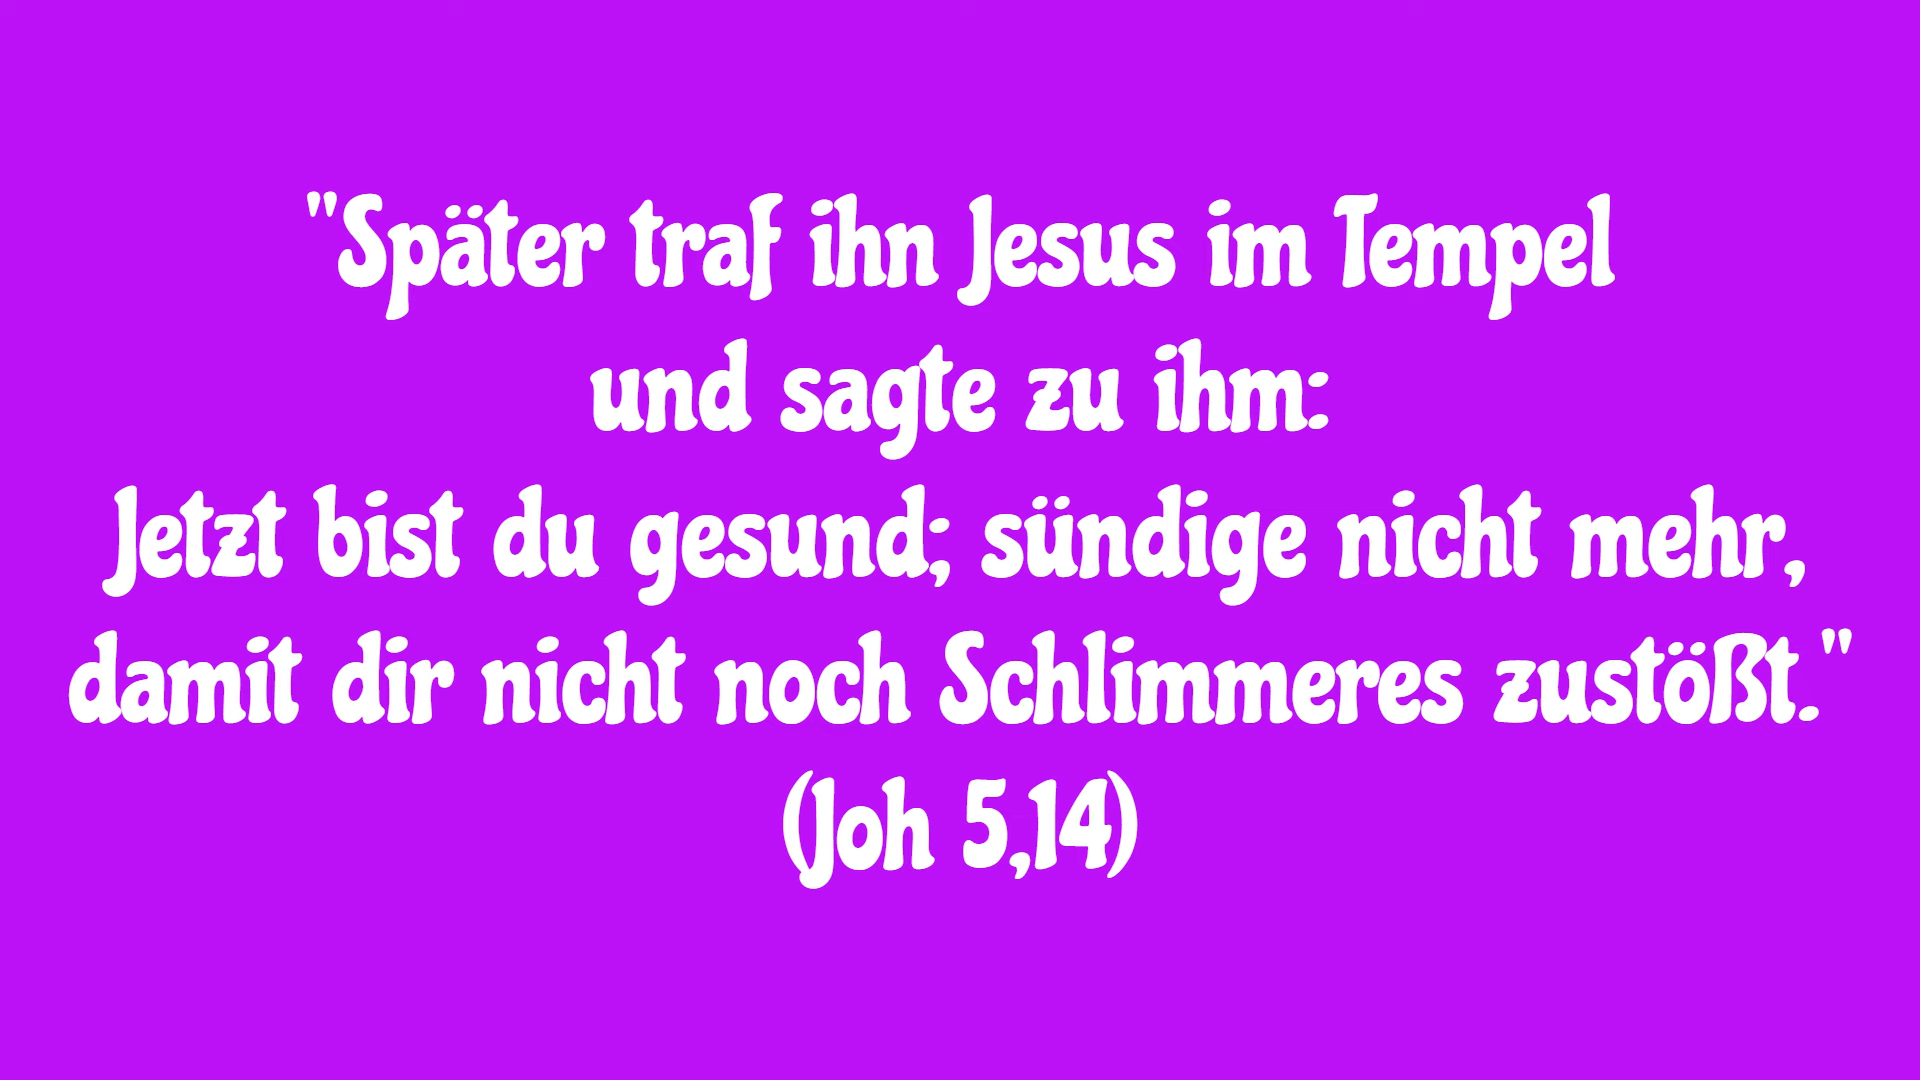 "Später traf ihn Jesus im Tempel
und sagte zu ihm:
Jetzt bist du gesund; sündige nicht mehr,
damit dir nicht noch Schlimmeres zustößt."
(Joh 5,14)